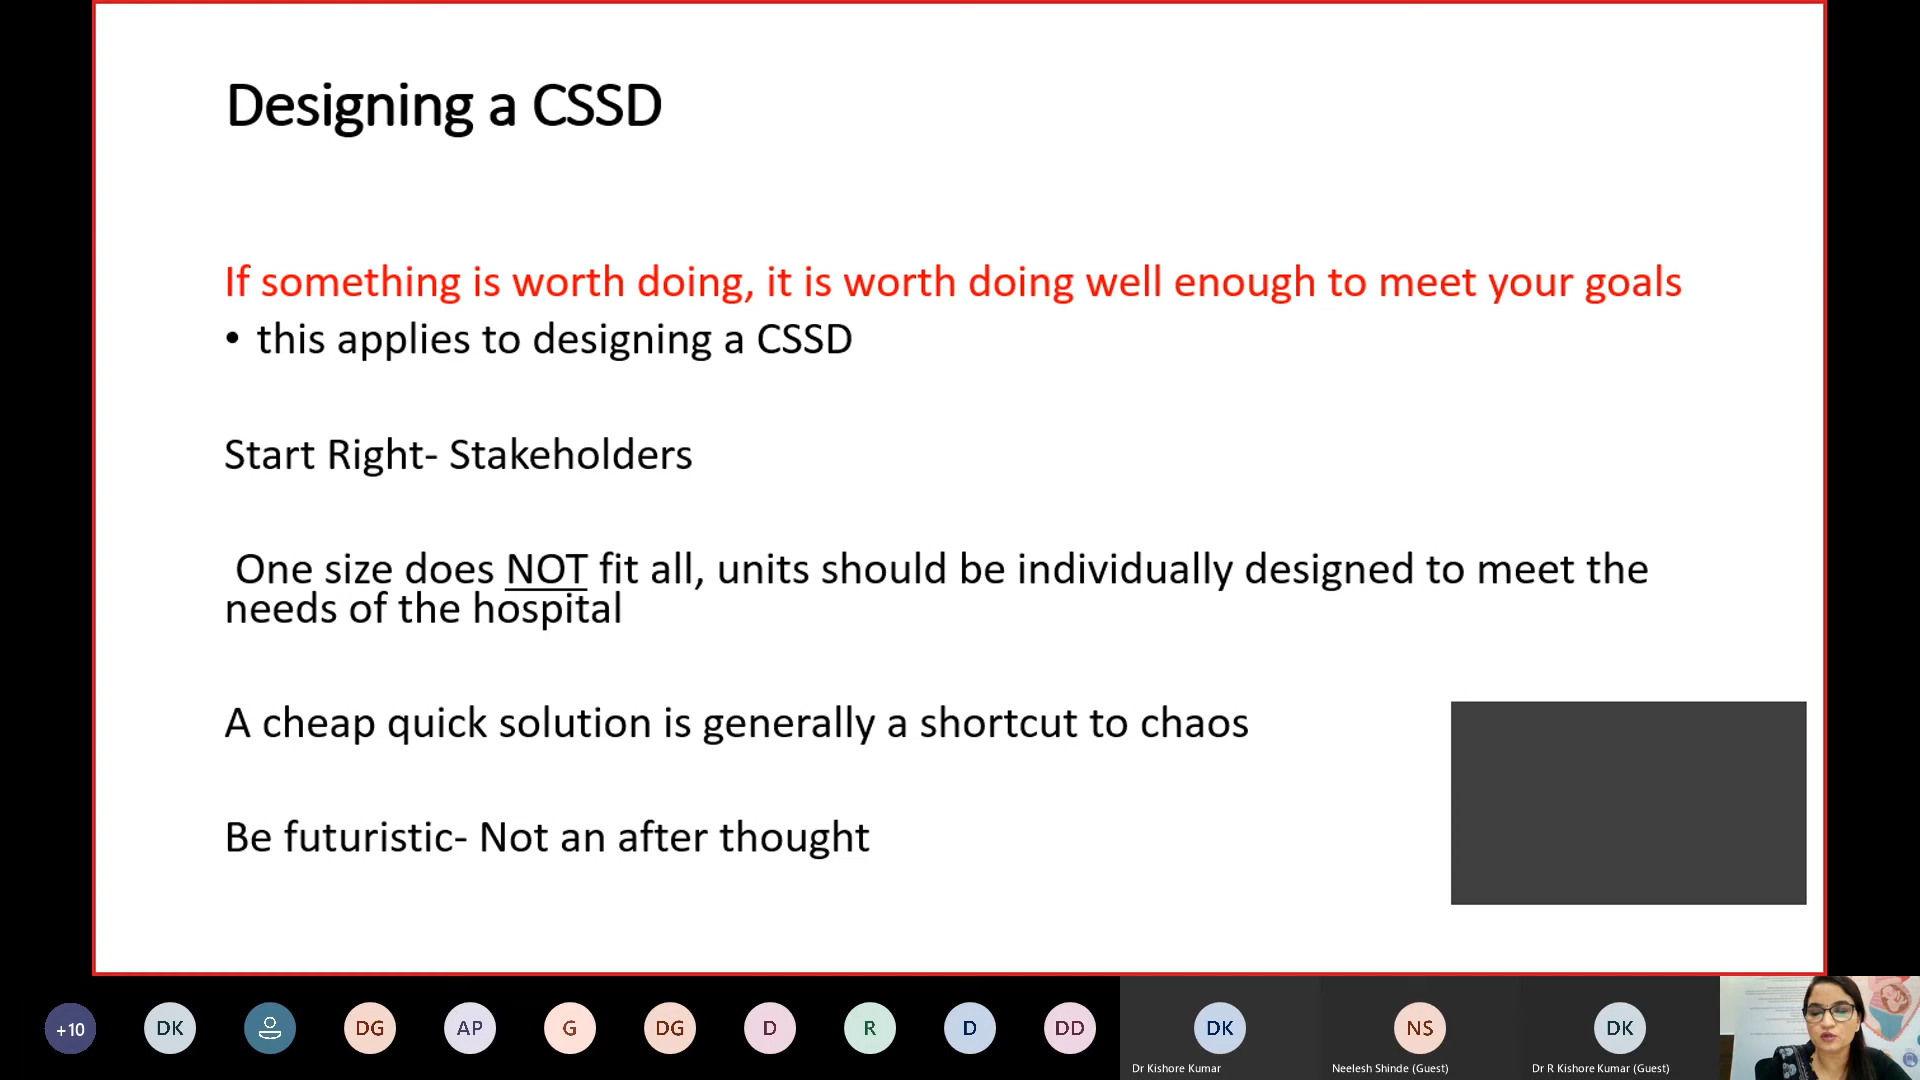 Designing a CSSD
If something is worth doing, it is worth doing well enough to meet your goals
• this applies to designing a CSSD
Start Right- Stakeholders
One size does NOT fit all, units should be individually designed to meet the
needs of the hospital
A cheap quick solution is generally a shortcut to chaos
Be futuristic- Not an after thought
+10
DK
DG
AP
G
DG
D
R
D
DD
DK
NS
DK
Dr Kishore Kumar
Neelesh Shinde (Guest)
Dr R Kishore Kumar (Guest)